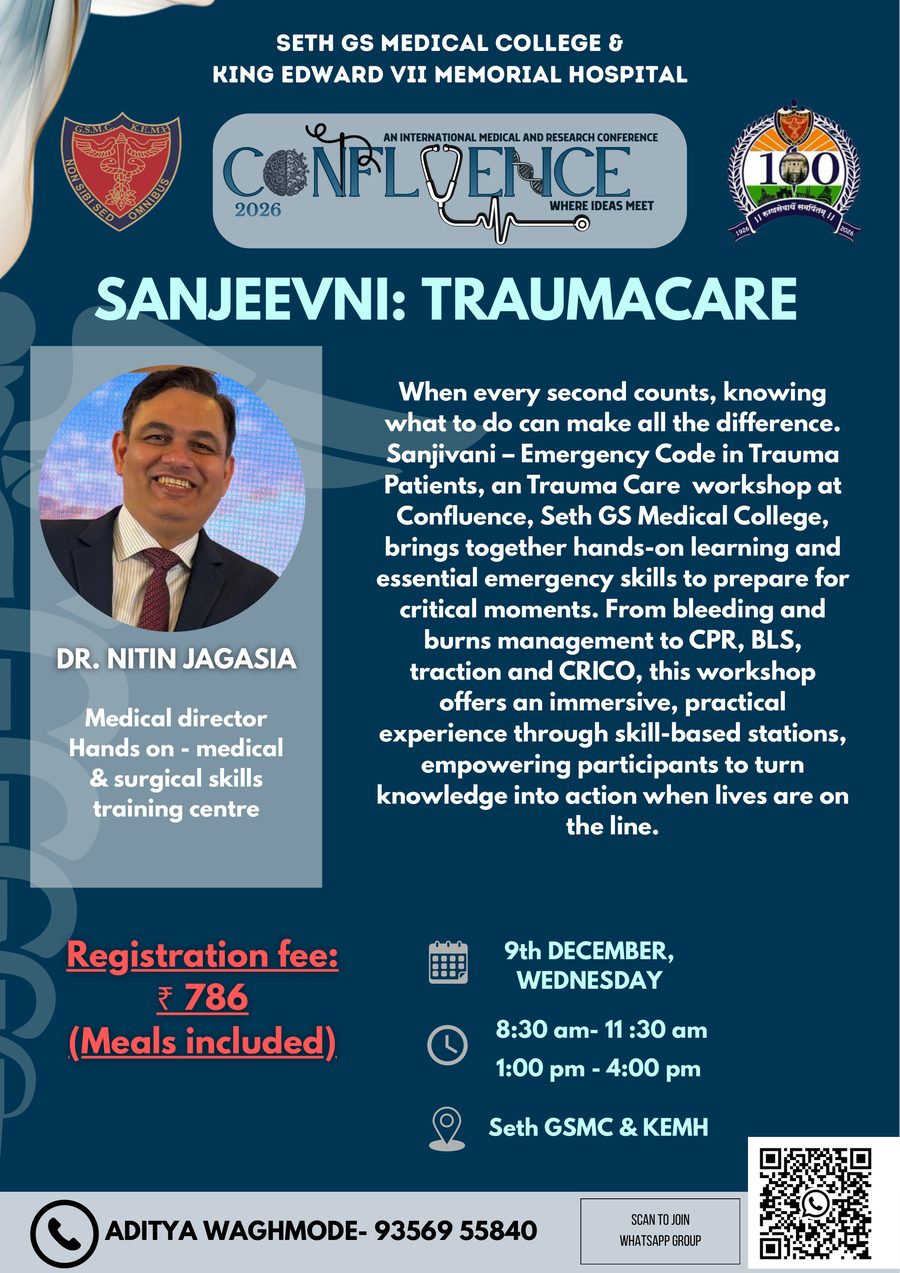 SETH GS MEDICAL COLLEGE &
KING EDWARD VII MEMORIAL HOSPITAL
G.S.M.C. K.E.M.H.
NON SIBI SED OMNIBUS
AN INTERNATIONAL MEDICAL AND RESEARCH CONFERENCE
CONFLUENCE
2026
WHERE IDEAS MEET
100
|| रुग्णसेवार्थे समर्पितम् ||
1926
2026
SANJEEVNI: TRAUMACARE
DR. NITIN JAGASIA
Medical director
Hands on - medical
& surgical skills
training centre
When every second counts, knowing
what to do can make all the difference.
Sanjivani – Emergency Code in Trauma
Patients, an Trauma Care workshop at
Confluence, Seth GS Medical College,
brings together hands-on learning and
essential emergency skills to prepare for
critical moments. From bleeding and
burns management to CPR, BLS,
traction and CRICO, this workshop
offers an immersive, practical
experience through skill-based stations,
empowering participants to turn
knowledge into action when lives are on
the line.
Registration fee:
₹ 786
(Meals included)
9th DECEMBER,
WEDNESDAY
8:30 am- 11 :30 am
1:00 pm - 4:00 pm
Seth GSMC & KEMH
ADITYA WAGHMODE- 93569 55840
SCAN TO JOIN
WHATSAPP GROUP